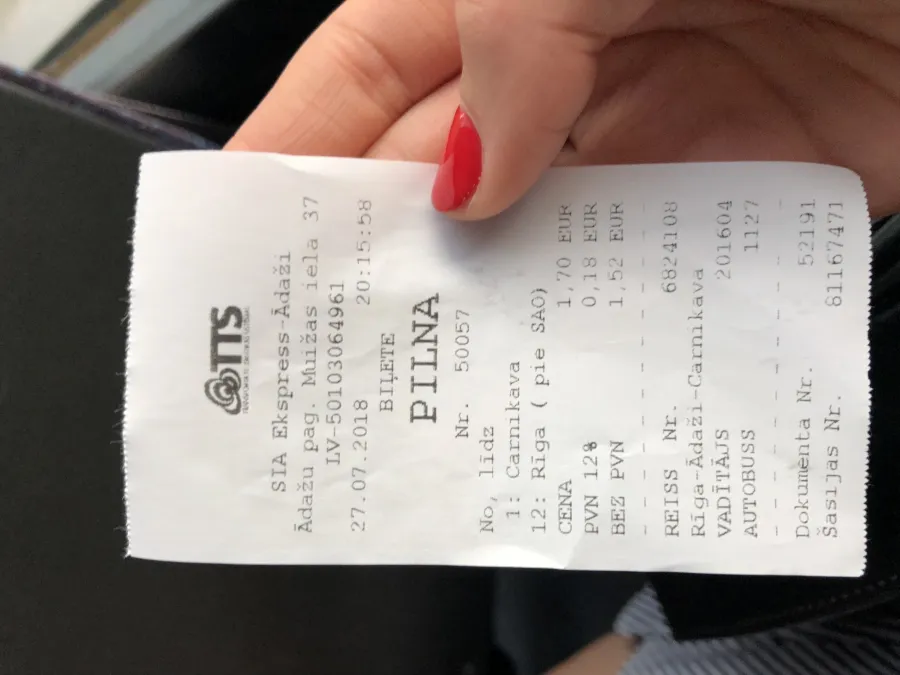 TTS
SIA Ekspress-Ādaži
Ādažu pag. Muižas iela 37
LV-50103064961
27.07.2018 20:15:58
BIĻETE
PILNA
Nr. 50057
No, līdz
1: Carnikava
12: Rīga ( pie SAO)
CENA 1,70 EUR
PVN 12% 0,18 EUR
BEZ PVN 1,52 EUR
REISS Nr. 6824108
Rīga-Ādaži-Carnikava
VADĪTĀJS 201604
AUTOBUSS 1127
Dokumenta Nr. 52191
Šasijas Nr. 81167471